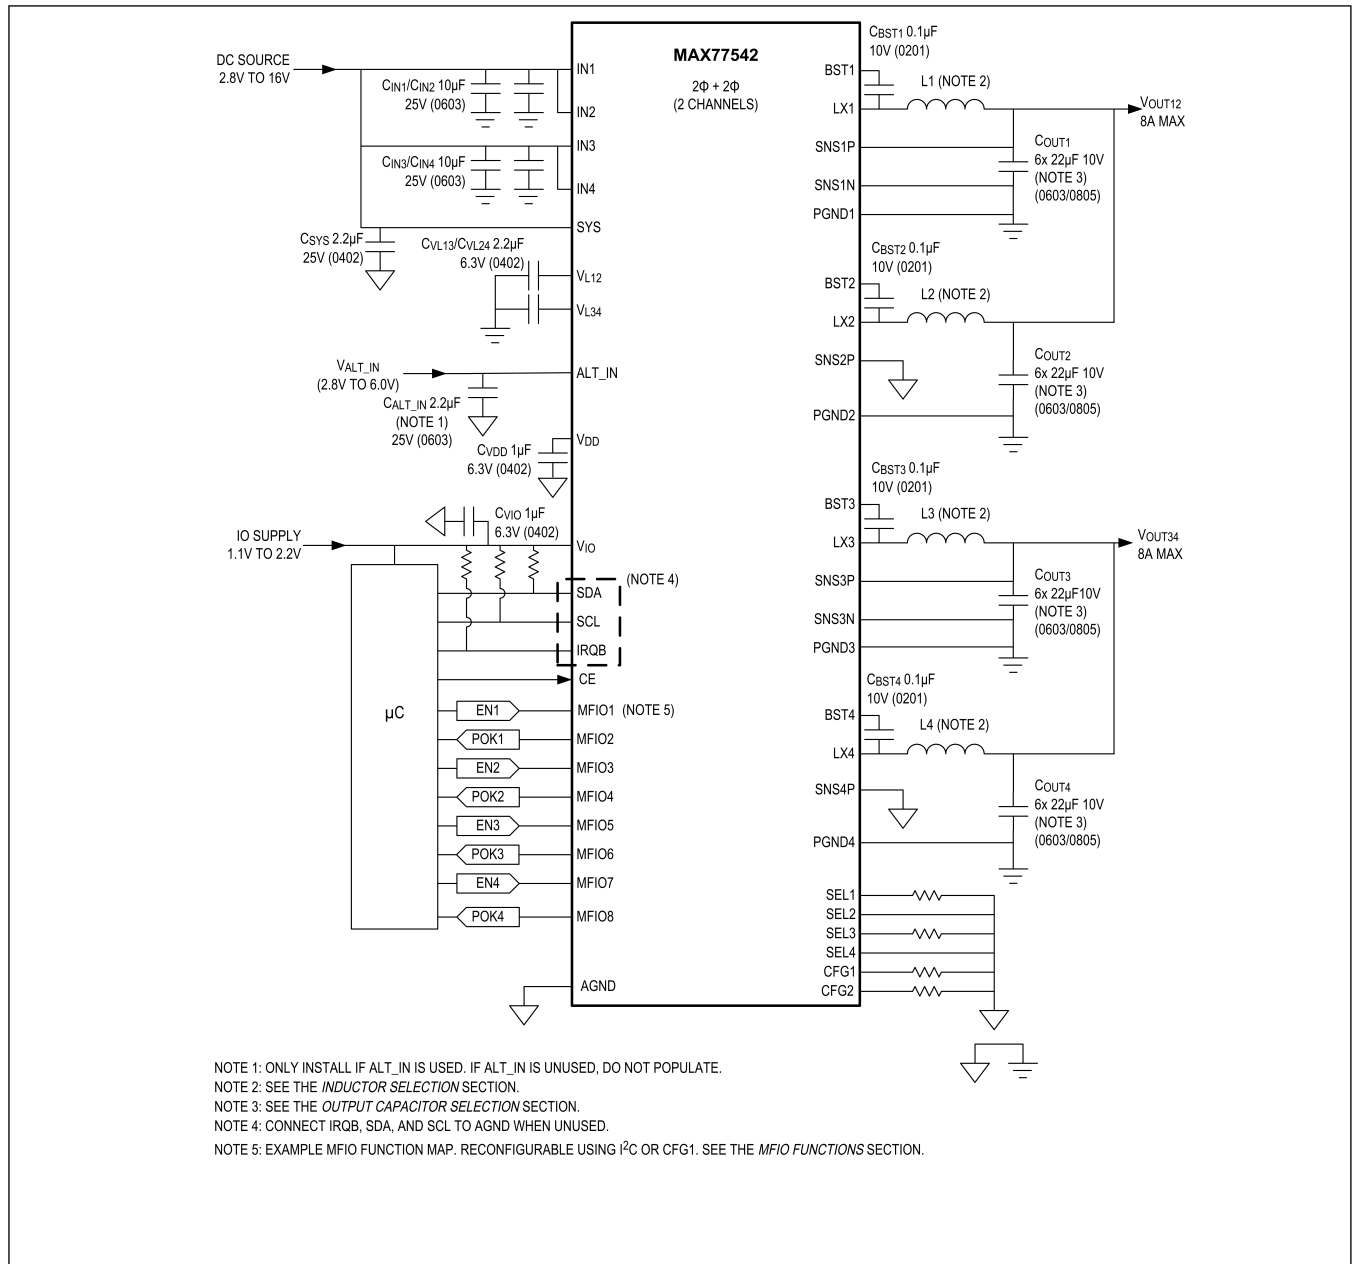 MAX77542
2Φ + 2Φ
(2 CHANNELS)
DC SOURCE
2.8V TO 16V
CIN1/CIN2 10µF
25V (0603)
CIN3/CIN4 10µF
25V (0603)
CSYS 2.2µF
25V (0402)
CVL13/CVL24 2.2µF
6.3V (0402)
VALT_IN
(2.8V TO 6.0V)
CALT_IN 2.2µF
(NOTE 1)
25V (0603)
CVDD 1µF
6.3V (0402)
CVIO 1µF
6.3V (0402)
IO SUPPLY
1.1V TO 2.2V
µC
EN1
POK1
EN2
POK2
EN3
POK3
EN4
POK4
IN1
IN2
IN3
IN4
SYS
VL12
VL34
ALT_IN
VDD
VIO
(NOTE 4)
SDA
SCL
IRQB
CE
MFIO1 (NOTE 5)
MFIO2
MFIO3
MFIO4
MFIO5
MFIO6
MFIO7
MFIO8
AGND
BST1
LX1
SNS1P
SNS1N
PGND1
BST2
LX2
SNS2P
PGND2
BST3
LX3
SNS3P
SNS3N
PGND3
BST4
LX4
SNS4P
PGND4
SEL1
SEL2
SEL3
SEL4
CFG1
CFG2
CBST1 0.1µF
10V (0201)
L1 (NOTE 2)
VOUT12
8A MAX
COUT1
6x 22µF 10V
(NOTE 3)
(0603/0805)
CBST2 0.1µF
10V (0201)
L2 (NOTE 2)
COUT2
6x 22µF 10V
(NOTE 3)
(0603/0805)
CBST3 0.1µF
10V (0201)
L3 (NOTE 2)
VOUT34
8A MAX
COUT3
6x 22µF10V
(NOTE 3)
(0603/0805)
CBST4 0.1µF
10V (0201)
L4 (NOTE 2)
COUT4
6x 22µF 10V
(NOTE 3)
(0603/0805)
NOTE 1: ONLY INSTALL IF ALT_IN IS USED. IF ALT_IN IS UNUSED, DO NOT POPULATE.
NOTE 2: SEE THE INDUCTOR SELECTION SECTION.
NOTE 3: SEE THE OUTPUT CAPACITOR SELECTION SECTION.
NOTE 4: CONNECT IRQB, SDA, AND SCL TO AGND WHEN UNUSED.
NOTE 5: EXAMPLE MFIO FUNCTION MAP. RECONFIGURABLE USING I²C OR CFG1. SEE THE MFIO FUNCTIONS SECTION.